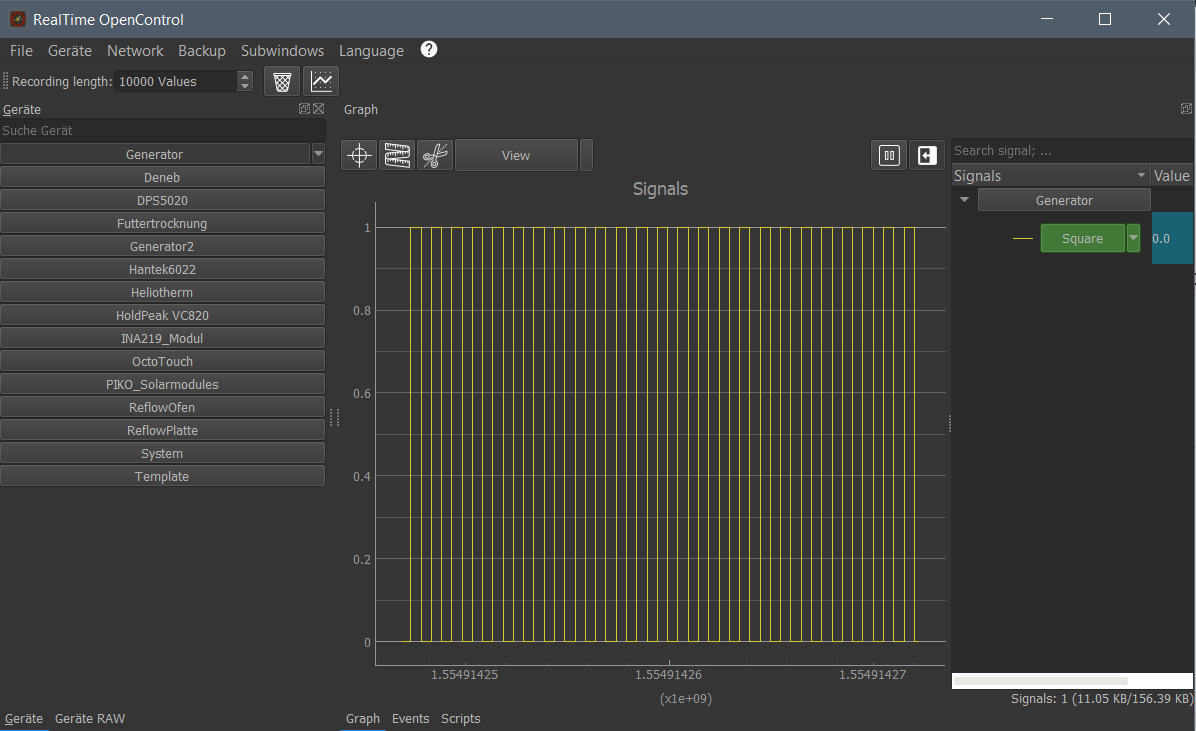 RealTime OpenControl
File Geräte Network Backup Subwindows Language ?
Recording length: 10000 Values
Geräte
Graph
Suche Gerät
Generator
Deneb
DPS5020
Futtertrocknung
Generator2
Hantek6022
Heliotherm
HoldPeak VC820
INA219_Modul
OctoTouch
PIKO_Solarmodules
ReflowOfen
ReflowPlatte
System
Template
View
Signals
1
0.8
0.6
0.4
0.2
0
1.55491425 1.55491426 1.55491427
(x1e+09)
Search signal; ...
Signals Value
Generator
Square 0.0
Signals: 1 (11.05 KB/156.39 KB)
Geräte Geräte RAW
Graph Events Scripts